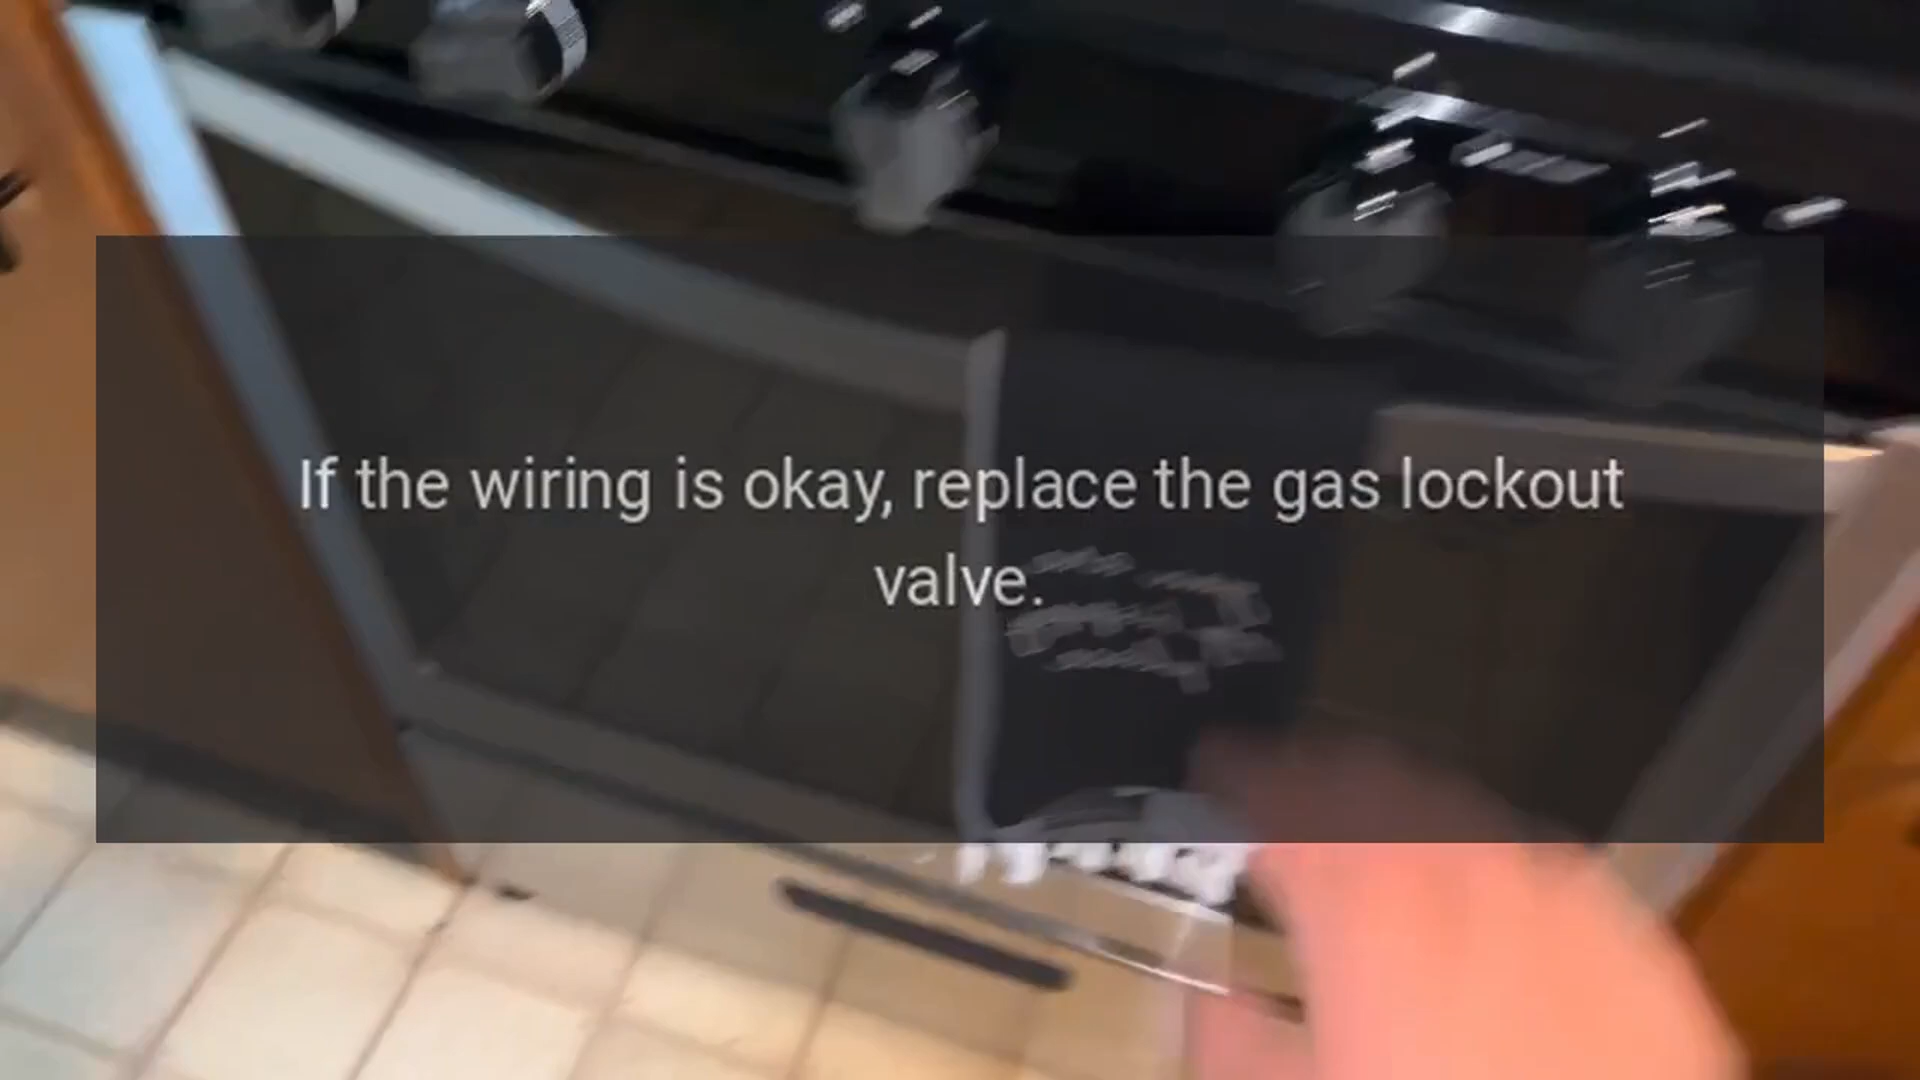 If the wiring is okay, replace the gas lockout
valve.